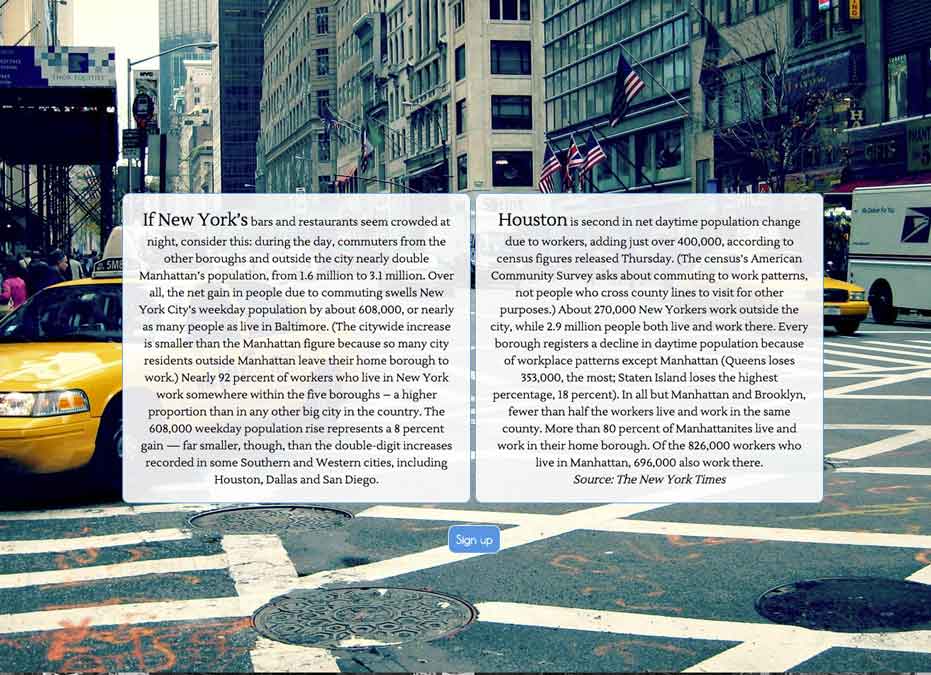 THOR EQUITIES
NYC
If New York's bars and restaurants seem crowded at
night, consider this: during the day, commuters from the
other boroughs and outside the city nearly double
Manhattan's population, from 1.6 million to 3.1 million. Over
all, the net gain in people due to commuting swells New
York City's weekday population by about 608,000, or nearly
as many people as live in Baltimore. (The citywide increase
is smaller than the Manhattan figure because so many city
residents outside Manhattan leave their home borough to
work.) Nearly 92 percent of workers who live in New York
work somewhere within the five boroughs – a higher
proportion than in any other big city in the country. The
608,000 weekday population rise represents a 8 percent
gain — far smaller, though, than the double-digit increases
recorded in some Southern and Western cities, including
Houston, Dallas and San Diego.
Houston is second in net daytime population change
due to workers, adding just over 400,000, according to
census figures released Thursday. (The census's American
Community Survey asks about commuting to work patterns,
not people who cross county lines to visit for other
purposes.) About 270,000 New Yorkers work outside the
city, while 2.9 million people both live and work there. Every
borough registers a decline in daytime population because
of workplace patterns except Manhattan (Queens loses
353,000, the most; Staten Island loses the highest
percentage, 18 percent). In all but Manhattan and Brooklyn,
fewer than half the workers live and work in the same
county. More than 80 percent of Manhattanites live and
work in their home borough. Of the 826,000 workers who
live in Manhattan, 696,000 also work there.
Source: The New York Times
Sign up